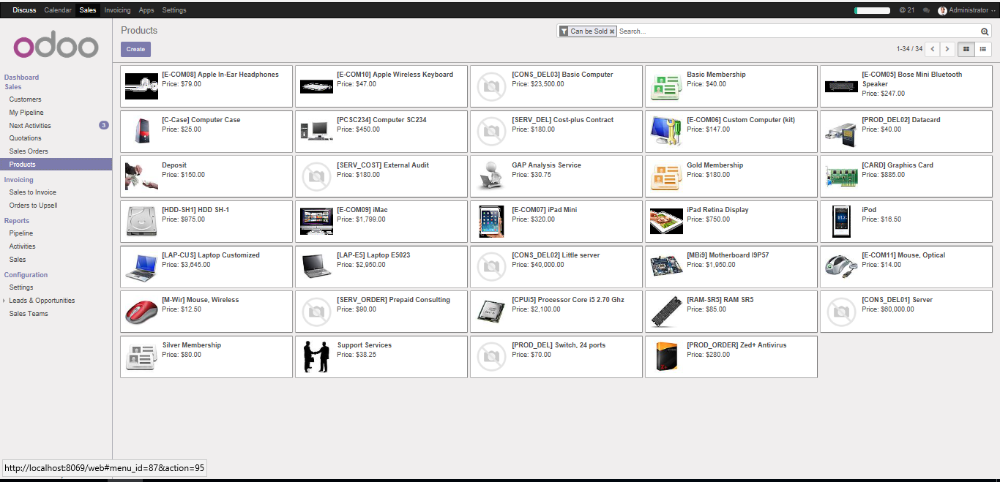 Discuss Calendar Sales Invoicing Apps Settings
@ 21 Administrator
odoo
Dashboard
Sales
Customers
My Pipeline
Next Activities 3
Quotations
Sales Orders
Products
Invoicing
Sales to Invoice
Orders to Upsell
Reports
Pipeline
Activities
Sales
Configuration
Settings
Leads & Opportunities
Sales Teams
Products
Can be Sold Search...
Create
1-34 / 34
[E-COM08] Apple In-Ear Headphones
Price: $79.00
[E-COM10] Apple Wireless Keyboard
Price: $47.00
[CONS_DEL03] Basic Computer
Price: $23,500.00
Basic Membership
Price: $40.00
[E-COM05] Bose Mini Bluetooth
Speaker
Price: $247.00
[C-Case] Computer Case
Price: $25.00
[PCSC234] Computer SC234
Price: $450.00
[SERV_DEL] Cost-plus Contract
Price: $180.00
[E-COM06] Custom Computer (kit)
Price: $147.00
[PROD_DEL02] Datacard
Price: $40.00
Deposit
Price: $150.00
[SERV_COST] External Audit
Price: $180.00
GAP Analysis Service
Price: $30.75
Gold Membership
Price: $180.00
[CARD] Graphics Card
Price: $885.00
[HDD-SH1] HDD SH-1
Price: $975.00
[E-COM09] iMac
Price: $1,799.00
[E-COM07] iPad Mini
Price: $320.00
iPad Retina Display
Price: $750.00
iPod
Price: $16.50
[LAP-CUS] Laptop Customized
Price: $3,645.00
[LAP-E5] Laptop E5023
Price: $2,950.00
[CONS_DEL02] Little server
Price: $40,000.00
[MBi9] Motherboard I9P57
Price: $1,950.00
[E-COM11] Mouse, Optical
Price: $14.00
[M-Wir] Mouse, Wireless
Price: $12.50
[SERV_ORDER] Prepaid Consulting
Price: $90.00
[CPUi5] Processor Core i5 2.70 Ghz
Price: $2,100.00
[RAM-SR5] RAM SR5
Price: $85.00
[CONS_DEL01] Server
Price: $60,000.00
Silver Membership
Price: $80.00
Support Services
Price: $38.25
[PROD_DEL] Switch, 24 ports
Price: $70.00
[PROD_ORDER] Zed+ Antivirus
Price: $280.00
http://localhost:8069/web#menu_id=87&action=95